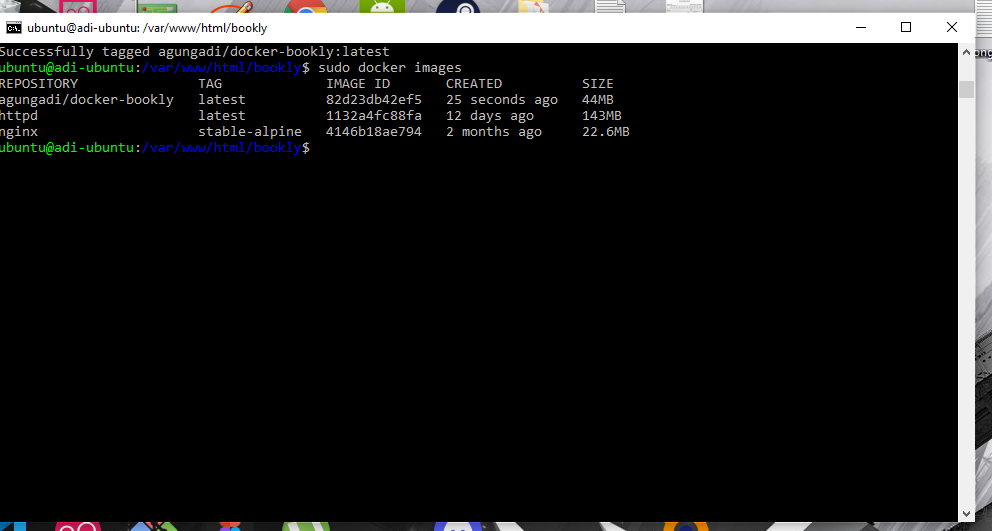 ubuntu@adi-ubuntu: /var/www/html/bookly
Successfully tagged agungadi/docker-bookly:latest
ubuntu@adi-ubuntu:/var/www/html/bookly$ sudo docker images
REPOSITORY TAG IMAGE ID CREATED SIZE
agungadi/docker-bookly latest 82d23db42ef5 25 seconds ago 44MB
httpd latest 1132a4fc88fa 12 days ago 143MB
nginx stable-alpine 4146b18ae794 2 months ago 22.6MB
ubuntu@adi-ubuntu:/var/www/html/bookly$